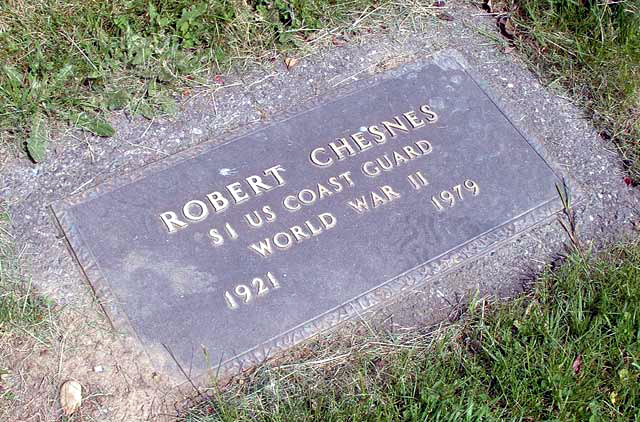 ROBERT CHESNES
S1 US COAST GUARD
WORLD WAR II
1921 1979